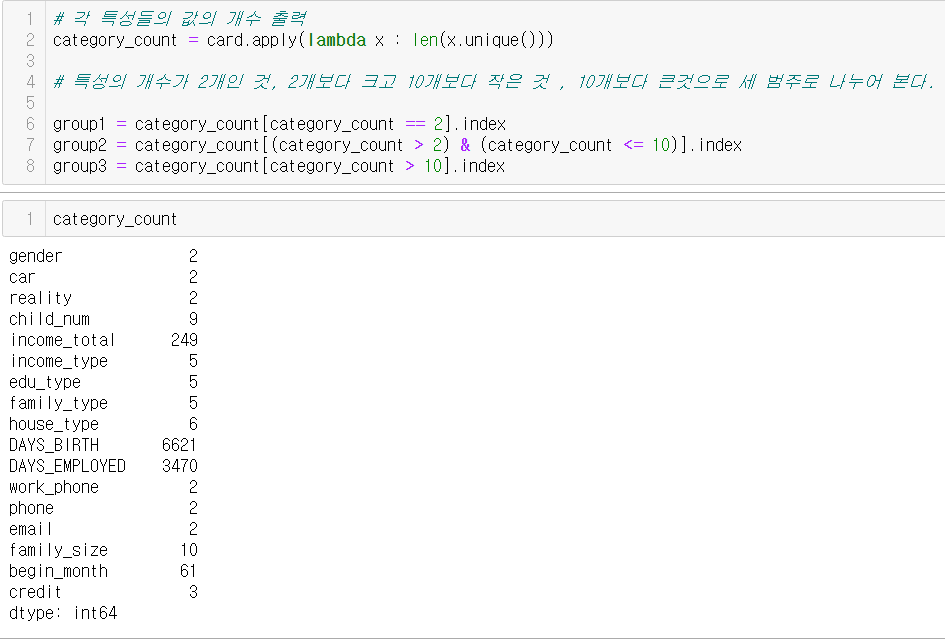 1 # 각 특성들의 값의 개수 출력
2 category_count = card.apply(lambda x : len(x.unique()))
3
4 # 특성의 개수가 2개인 것, 2개보다 크고 10개보다 작은 것 , 10개보다 큰것으로 세 범주로 나누어 본다.
5
6 group1 = category_count[category_count == 2].index
7 group2 = category_count[(category_count > 2) & (category_count <= 10)].index
8 group3 = category_count[category_count > 10].index
1 category_count
gender 2
car 2
reality 2
child_num 9
income_total 249
income_type 5
edu_type 5
family_type 5
house_type 6
DAYS_BIRTH 6621
DAYS_EMPLOYED 3470
work_phone 2
phone 2
email 2
family_size 10
begin_month 61
credit 3
dtype: int64